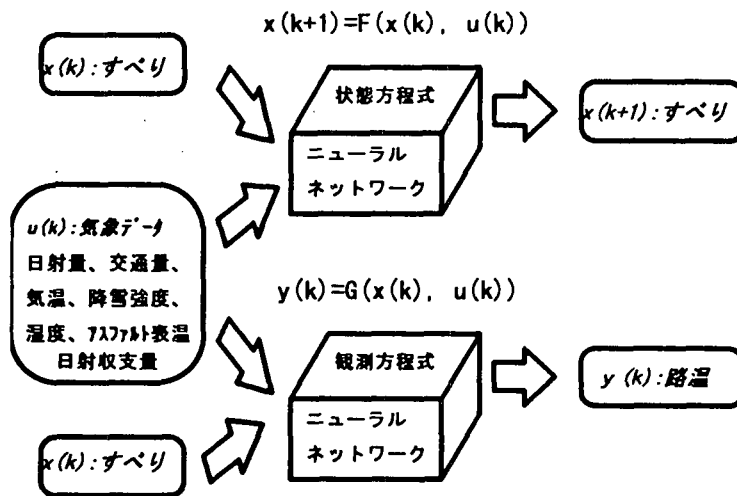 x(k+1)=F(x(k), u(k))
x(k):すべり
状態方程式
ニューラル
ネットワーク
x(k+1):すべり
u(k):気象データ
日射量、交通量、
気温、降雪強度、
湿度、アスファルト表温
日射収支量
y(k)=G(x(k), u(k))
観測方程式
ニューラル
ネットワーク
y(k):路温
x(k):すべり